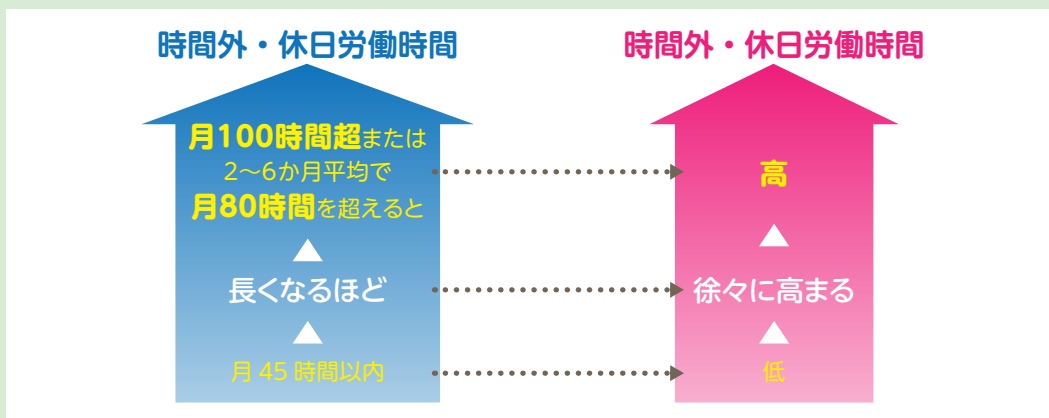 時間外・休日労働時間
月100時間超または
2〜6か月平均で
月80時間を超えると
長くなるほど
月45時間以内
時間外・休日労働時間
高
徐々に高まる
低